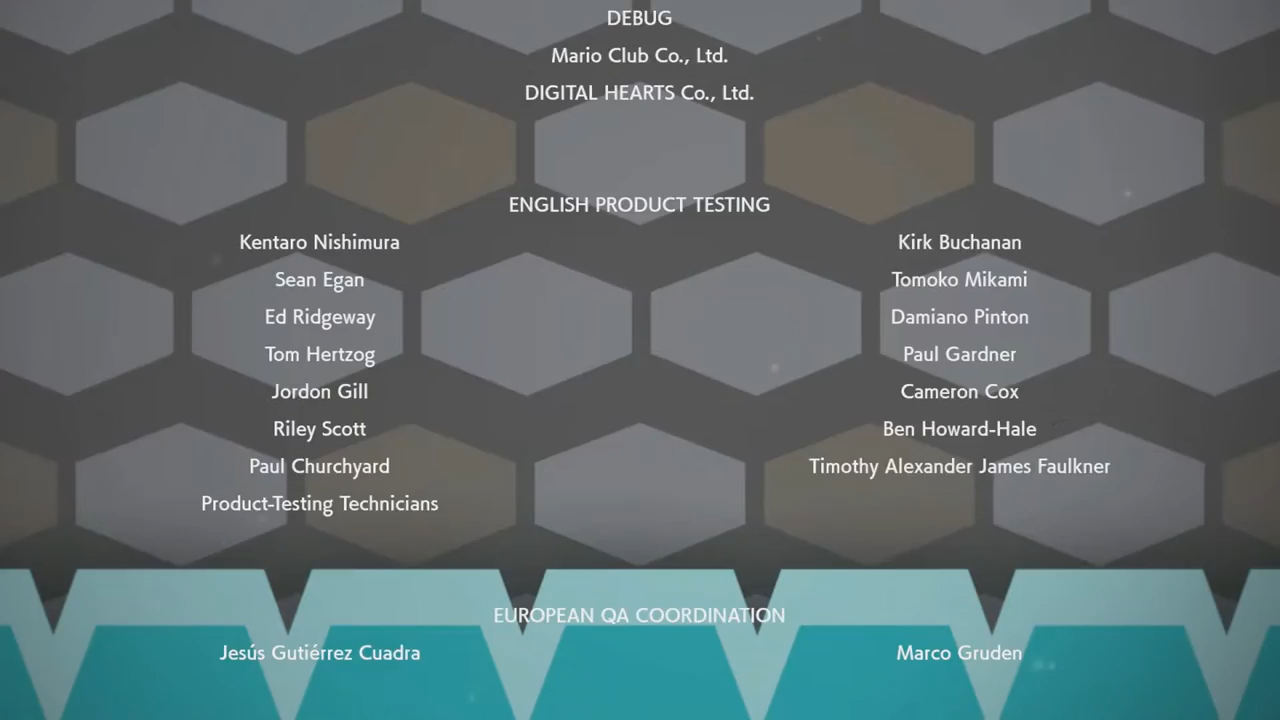 DEBUG
Mario Club Co., Ltd.
DIGITAL HEARTS Co., Ltd.
ENGLISH PRODUCT TESTING
Kentaro Nishimura
Kirk Buchanan
Sean Egan
Tomoko Mikami
Ed Ridgeway
Damiano Pinton
Tom Hertzog
Paul Gardner
Jordon Gill
Cameron Cox
Riley Scott
Ben Howard-Hale
Paul Churchyard
Timothy Alexander James Faulkner
Product-Testing Technicians
EUROPEAN QA COORDINATION
Jesús Gutiérrez Cuadra
Marco Gruden